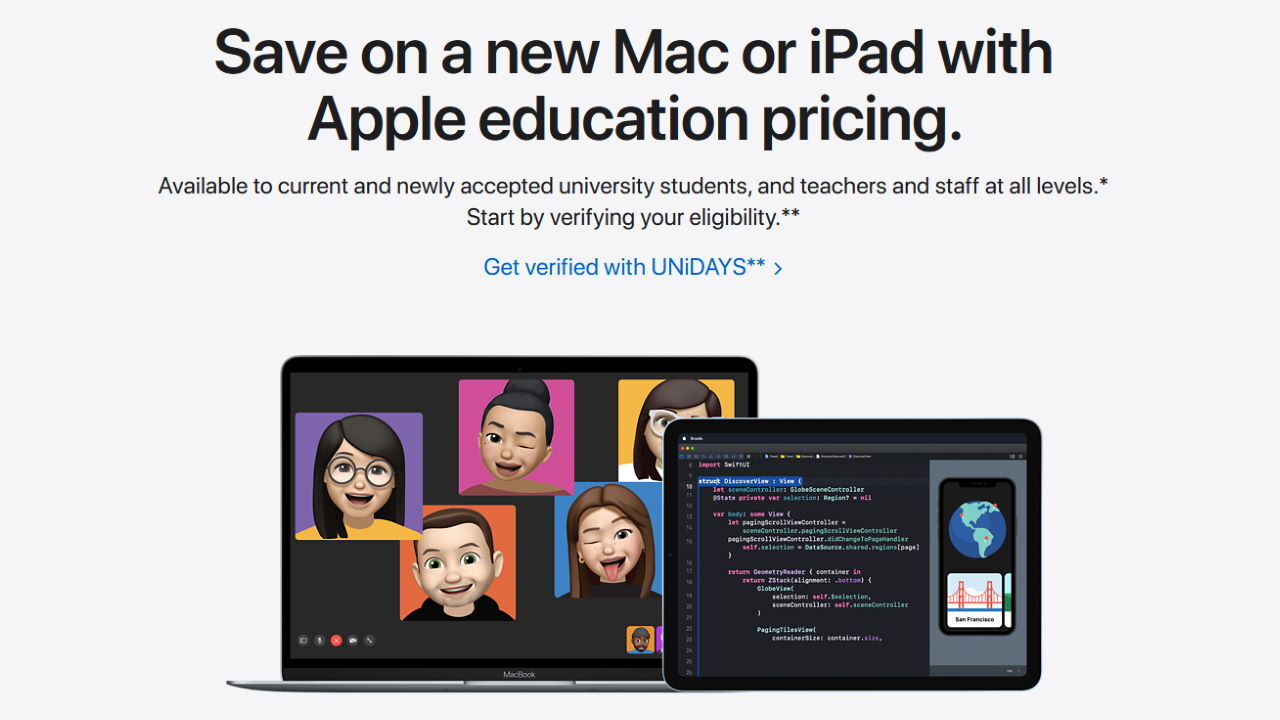 Save on a new Mac or iPad with
Apple education pricing.
Available to current and newly accepted university students, and teachers and staff at all levels.*
Start by verifying your eligibility.**
Get verified with UNiDAYS** >
MacBook
Xcode
8 import SwiftUI
9
10 struct DiscoverView : View {
11 let sceneController: GlobeSceneController
12 @State private var selection: Region? = nil
13 var body: some View {
14 let pagingScrollViewController =
sceneController.pagingScrollViewController
15 pagingScrollViewController.didChangeToPageHandler
self.selection = DataSource.shared.regions[page]
16 }
17 return GeometryReader { container in
18 return ZStack(alignment: .bottom) {
19 GlobeView(
20 selection: self.$selection,
sceneController: self.sceneController
)
PagingTilesView(
containerSize: container.size,
San Francisco